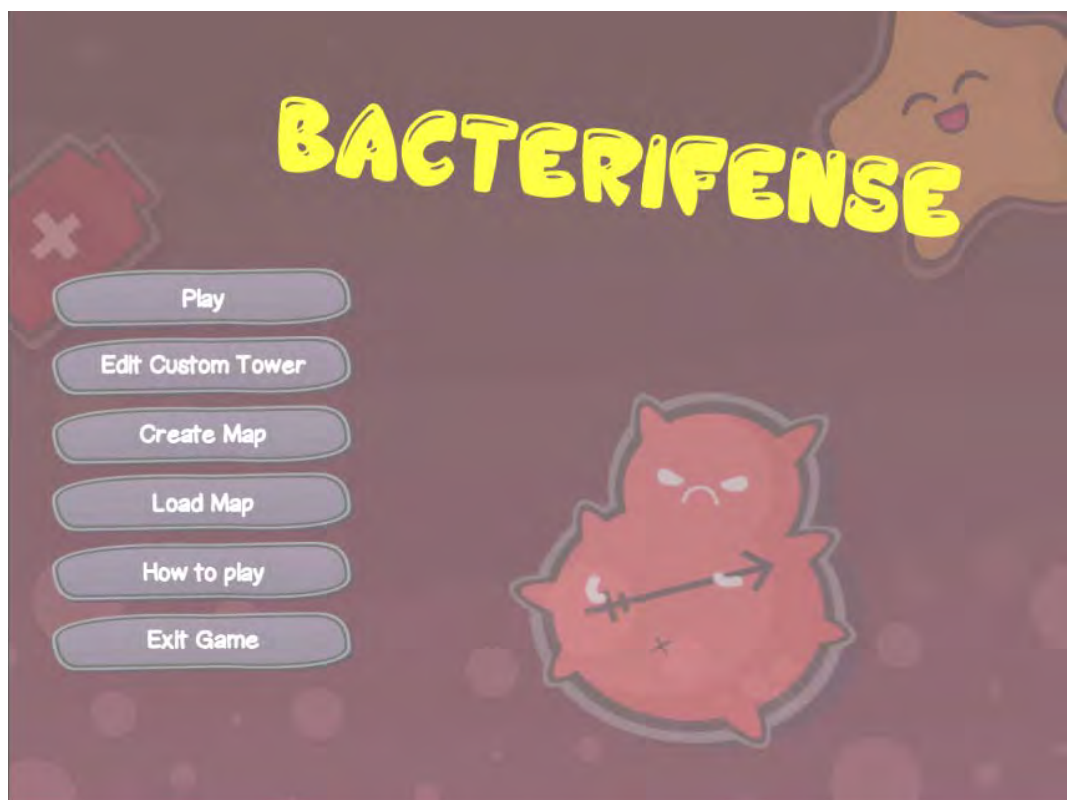 BACTERIFENSE
Play
Edit Custom Tower
Create Map
Load Map
How to play
Exit Game